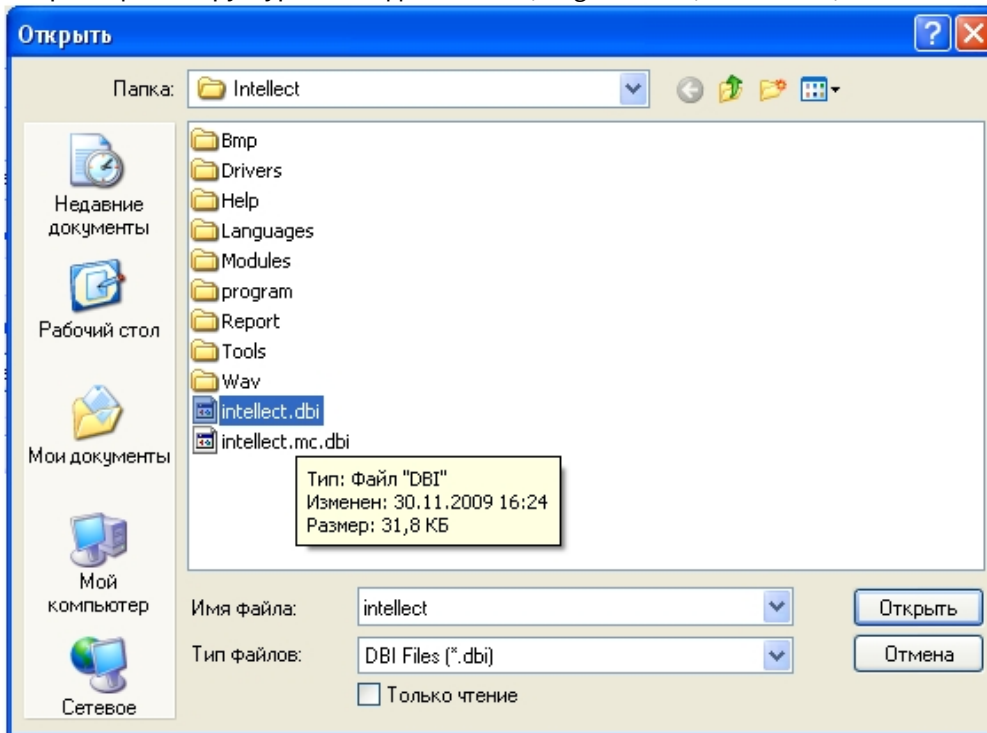 Открыть
Папка:
Intellect
Недавние
документы
Рабочий стол
Мои документы
Мой
компьютер
Сетевое
Bmp
Drivers
Help
Languages
Modules
program
Report
Tools
Wav
intellect.dbi
intellect.mc.dbi
Тип: Файл "DBI"
Изменен: 30.11.2009 16:24
Размер: 31,8 КБ
Имя файла:
intellect
Открыть
Тип файлов:
DBI Files (*.dbi)
Отмена
Только чтение